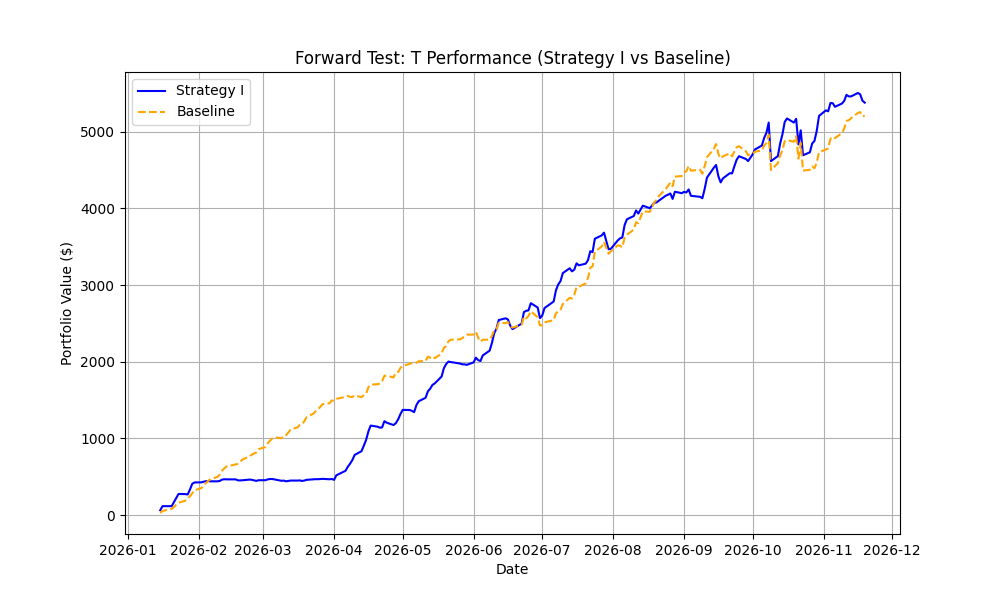 Forward Test: T Performance (Strategy I vs Baseline)
Strategy I
Baseline
Portfolio Value ($)
5000
4000
3000
2000
1000
0
2026-01 2026-02 2026-03 2026-04 2026-05 2026-06 2026-07 2026-08 2026-09 2026-10 2026-11 2026-12
Date